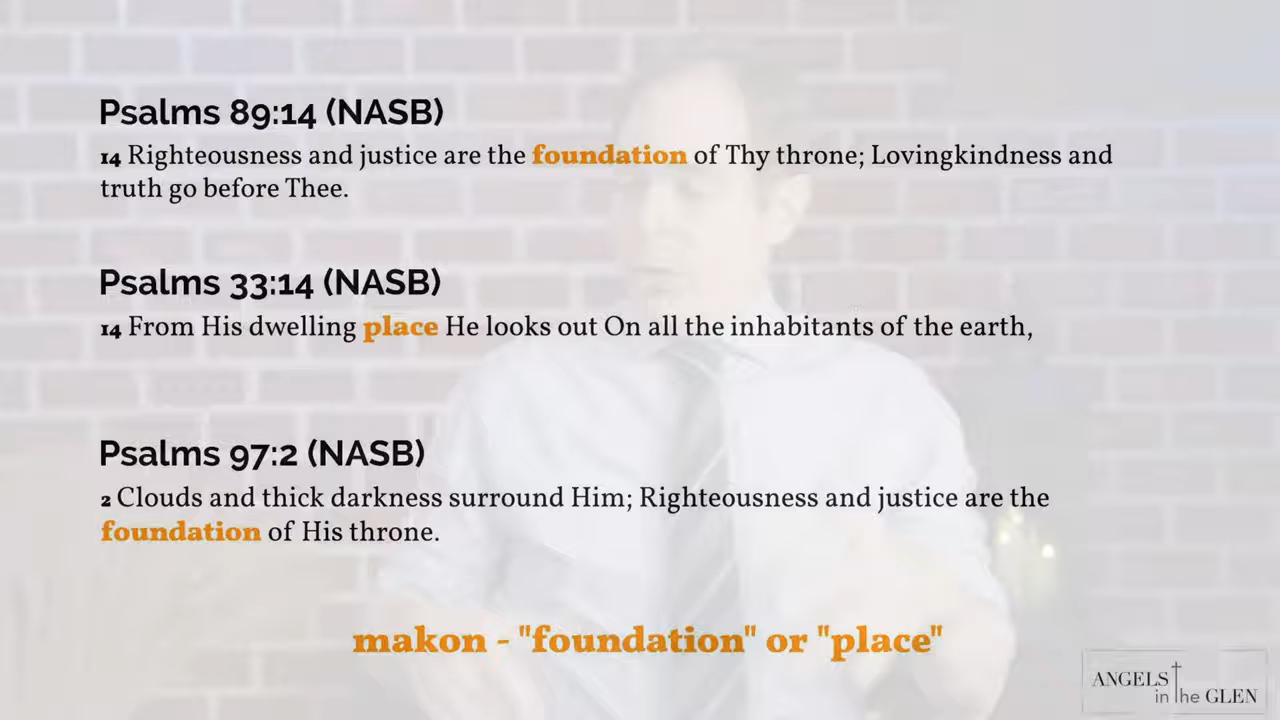 Psalms 89:14 (NASB)
14 Righteousness and justice are the foundation of Thy throne; Lovingkindness and
truth go before Thee.
Psalms 33:14 (NASB)
14 From His dwelling place He looks out On all the inhabitants of the earth,
Psalms 97:2 (NASB)
2 Clouds and thick darkness surround Him; Righteousness and justice are the
foundation of His throne.
makon - "foundation" or "place"
ANGELS
in the GLEN